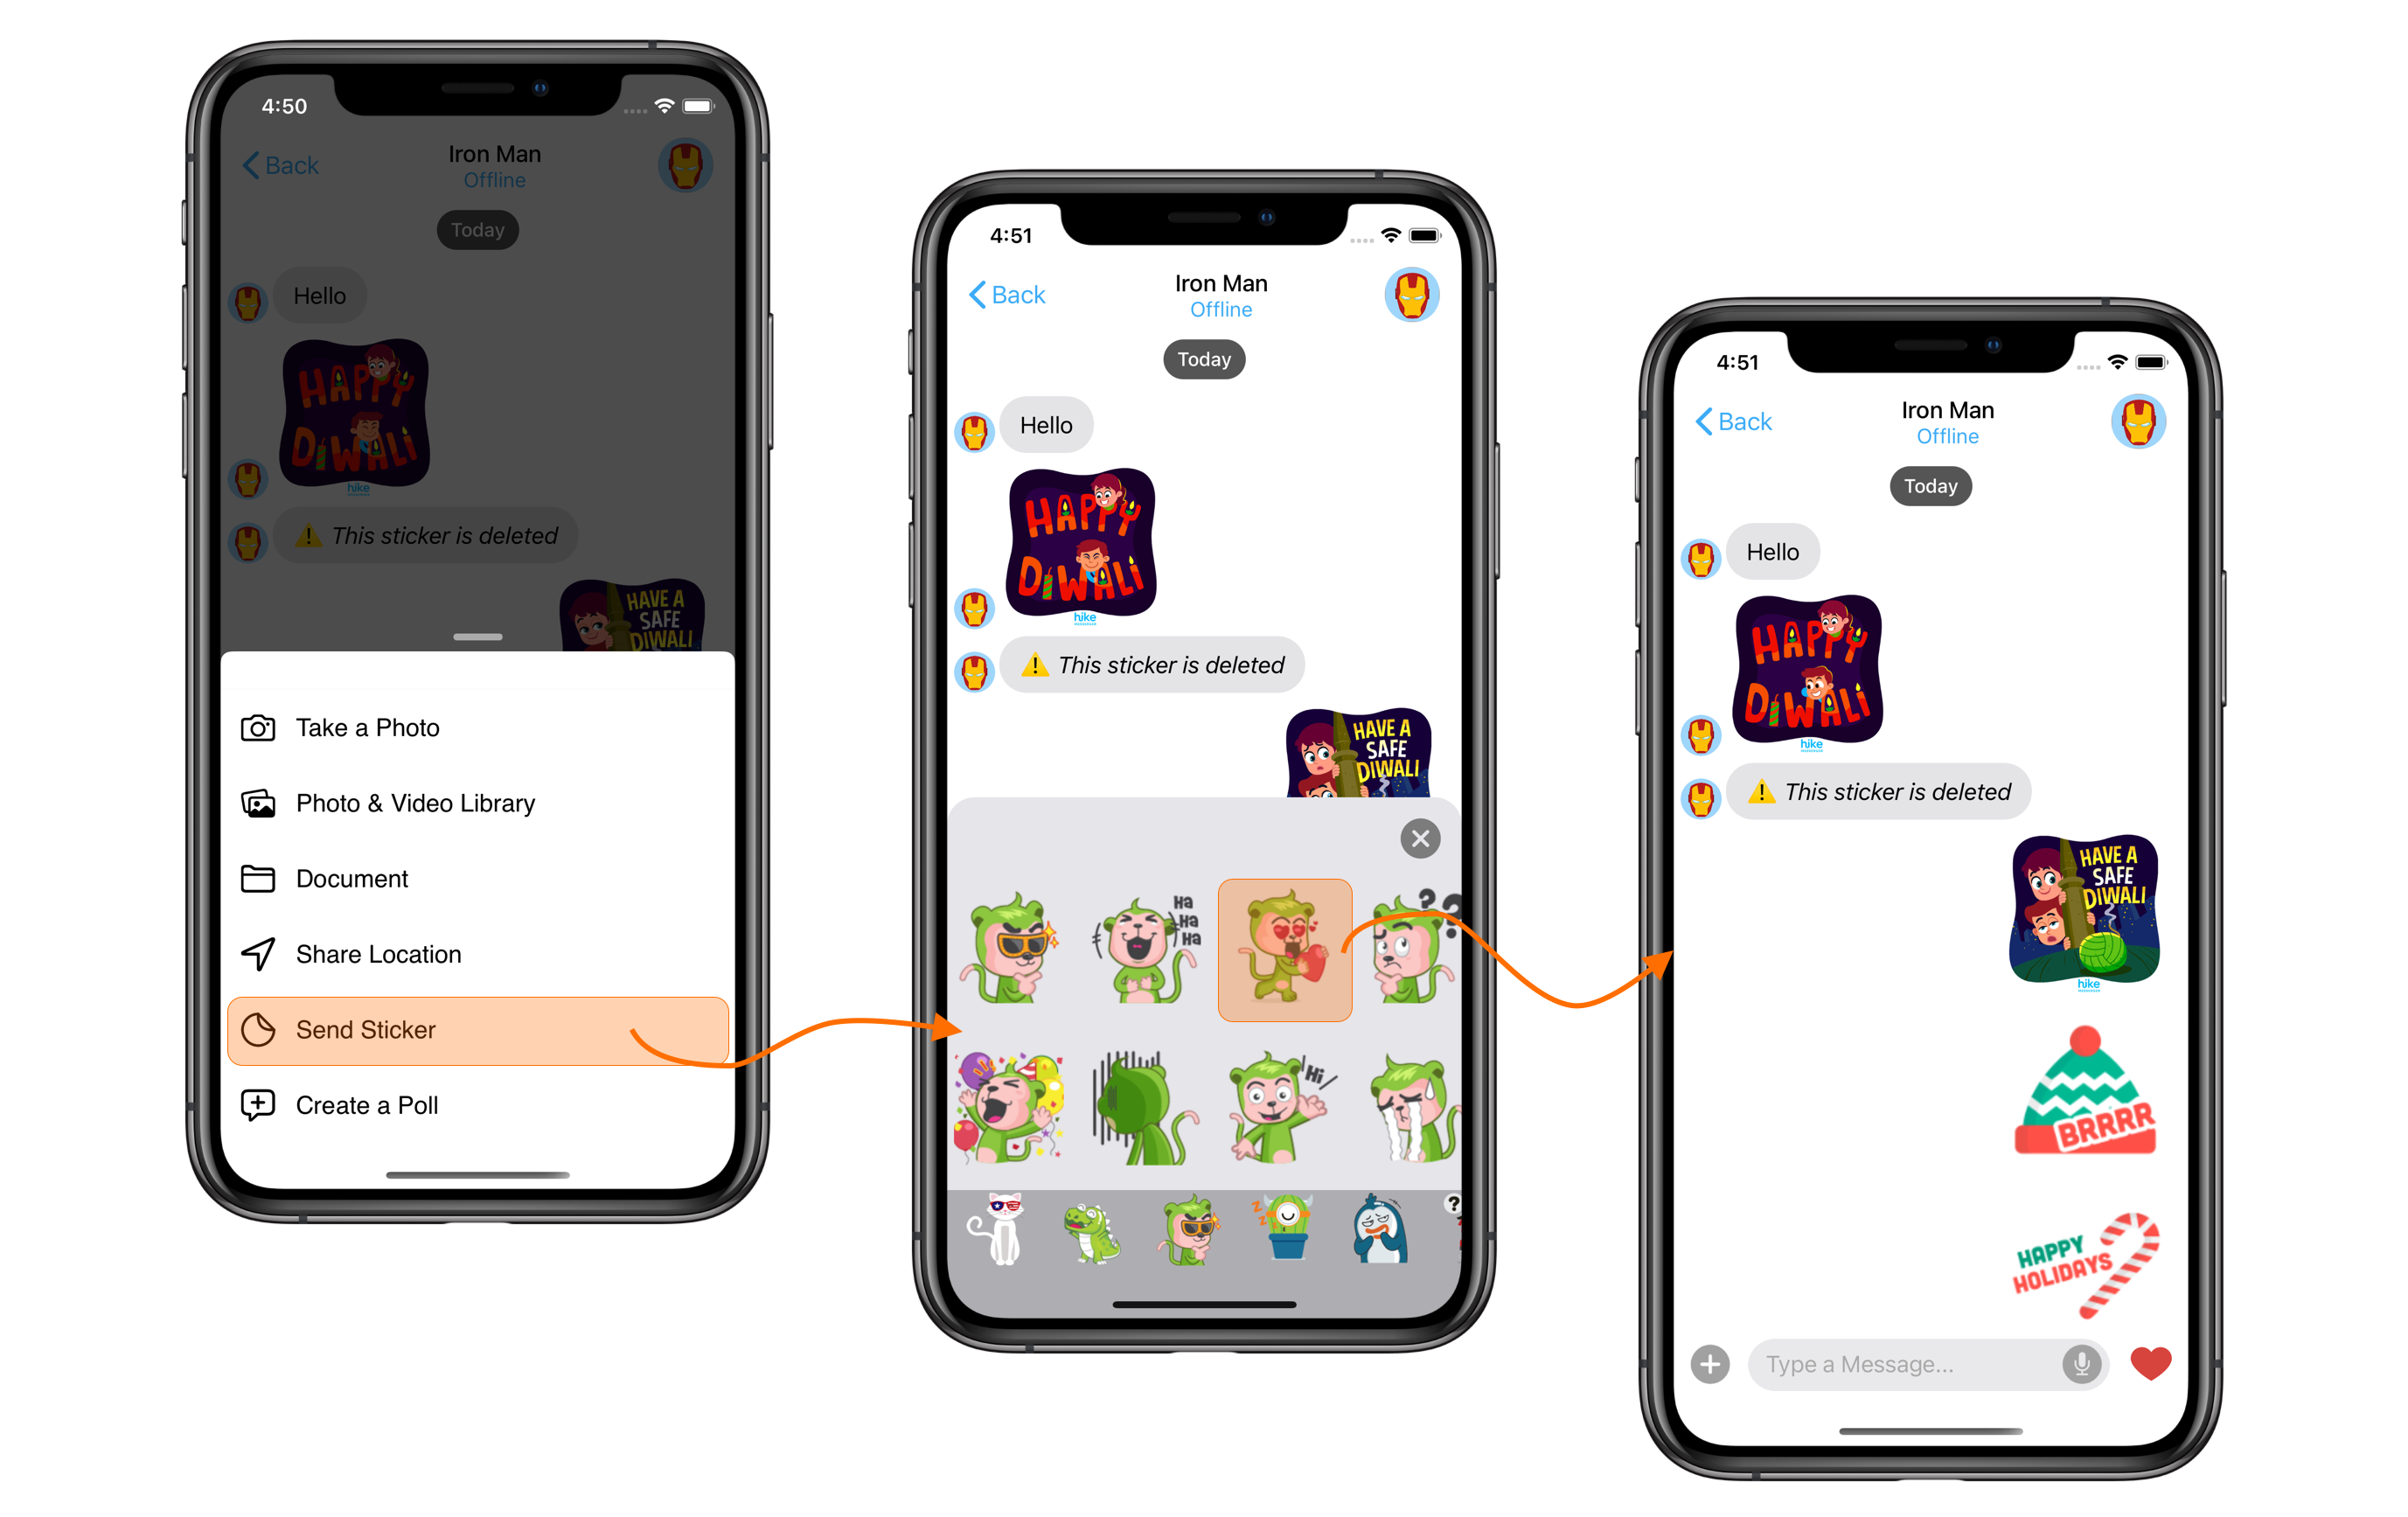 4:50
Back
Iron Man
Offline
Today
Hello
HAPPY
DIWALI
hike
This sticker is deleted
HAVE A
SAFE
DIWALI
Take a Photo
Photo & Video Library
Document
Share Location
Send Sticker
Create a Poll
4:51
Back
Iron Man
Offline
Today
Hello
HAPPY
DIWALI
hike
This sticker is deleted
HAVE A
SAFE
DIWALI
Ha
Ha
Ha
? ?
Hi
z
z
z
?
4:51
Back
Iron Man
Offline
Today
Hello
HAPPY
DIWALI
hike
This sticker is deleted
HAVE A
SAFE
DIWALI
hike
BRRRR
HAPPY
HOLIDAYS
Type a Message...